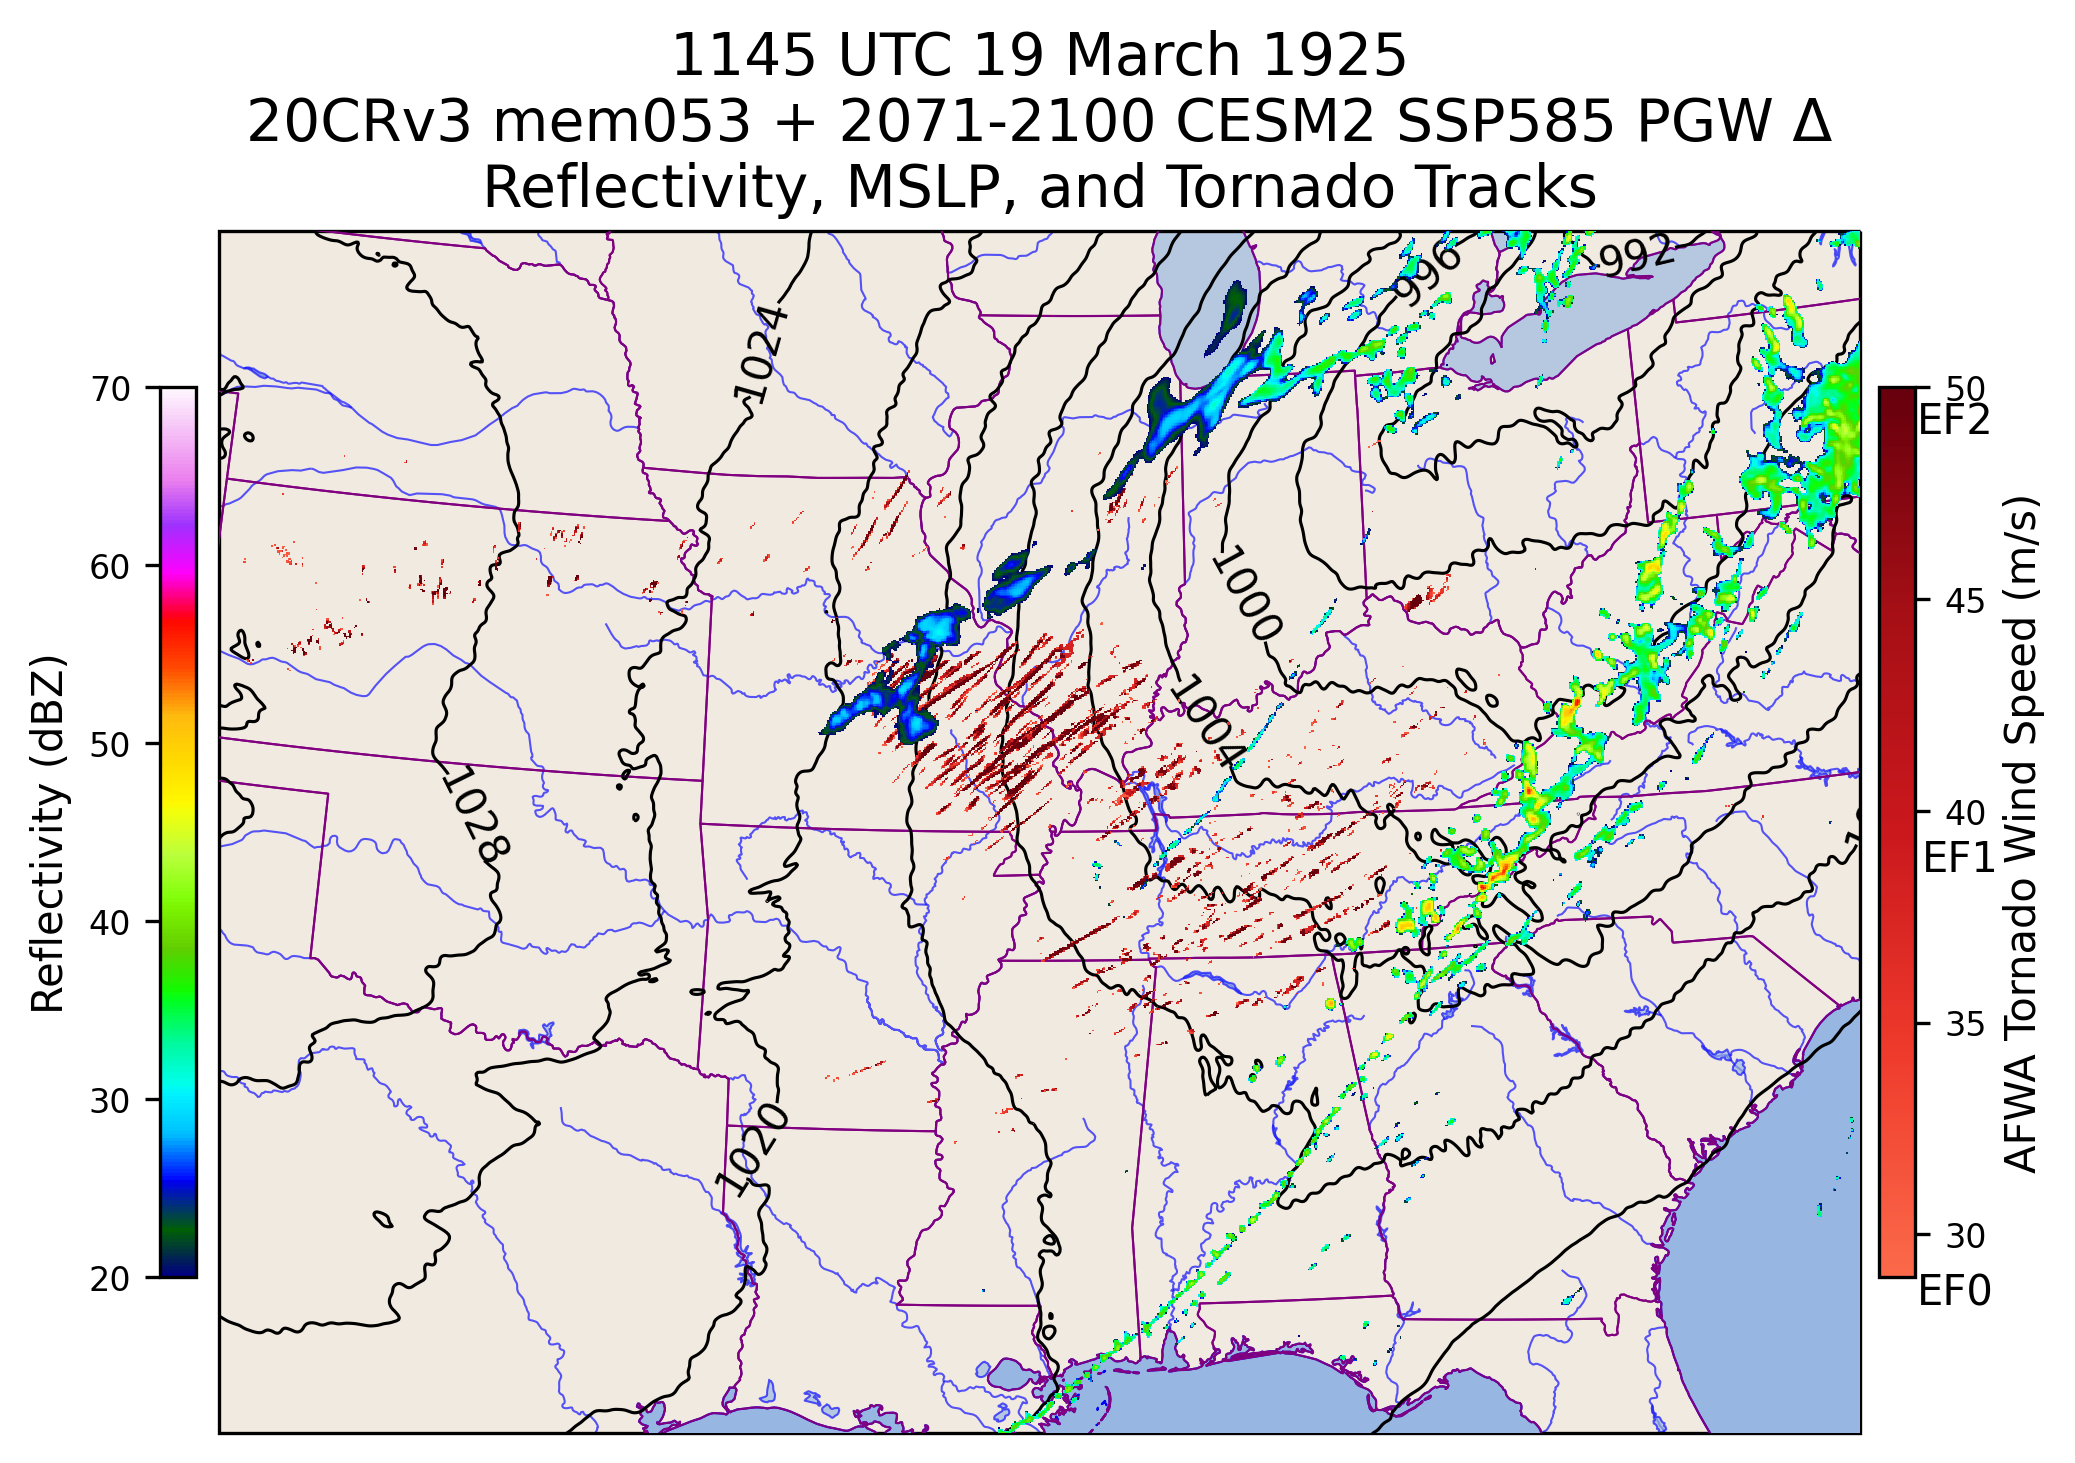 1145 UTC 19 March 1925
20CRv3 mem053 + 2071-2100 CESM2 SSP585 PGW Δ
Reflectivity, MSLP, and Tornado Tracks
992
996
1024
1000
1004
1028
1020
70
60
50
40
30
20
Reflectivity (dBZ)
50
EF2
45
40
EF1
35
30
EF0
AFWA Tornado Wind Speed (m/s)